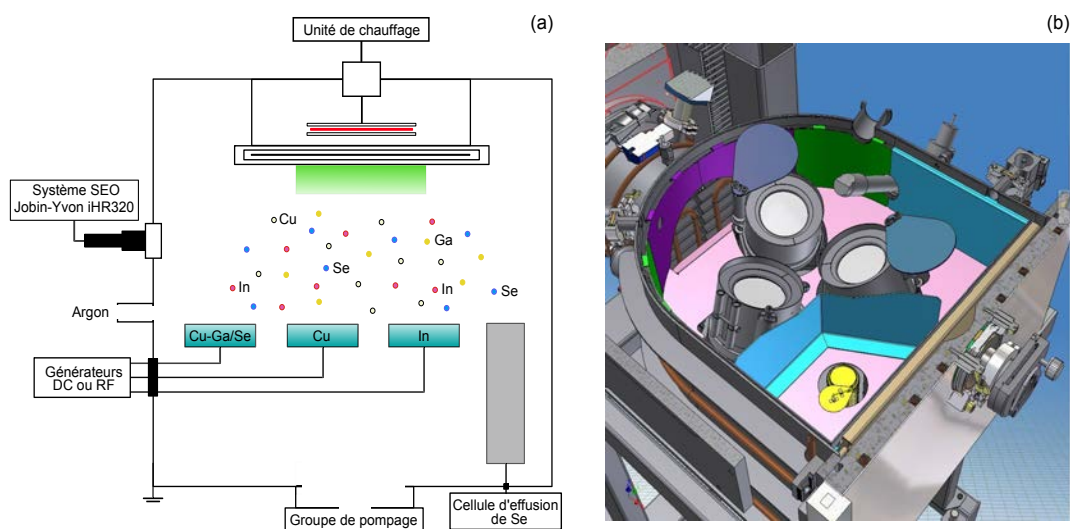 (a)
(b)
Unité de chauffage
Système SEO
Jobin-Yvon iHR320
Cu
Ga
Se
In
In
Se
Argon
Cu-Ga/Se
Cu
In
Générateurs
DC ou RF
Groupe de pompage
Cellule d'effusion
de Se